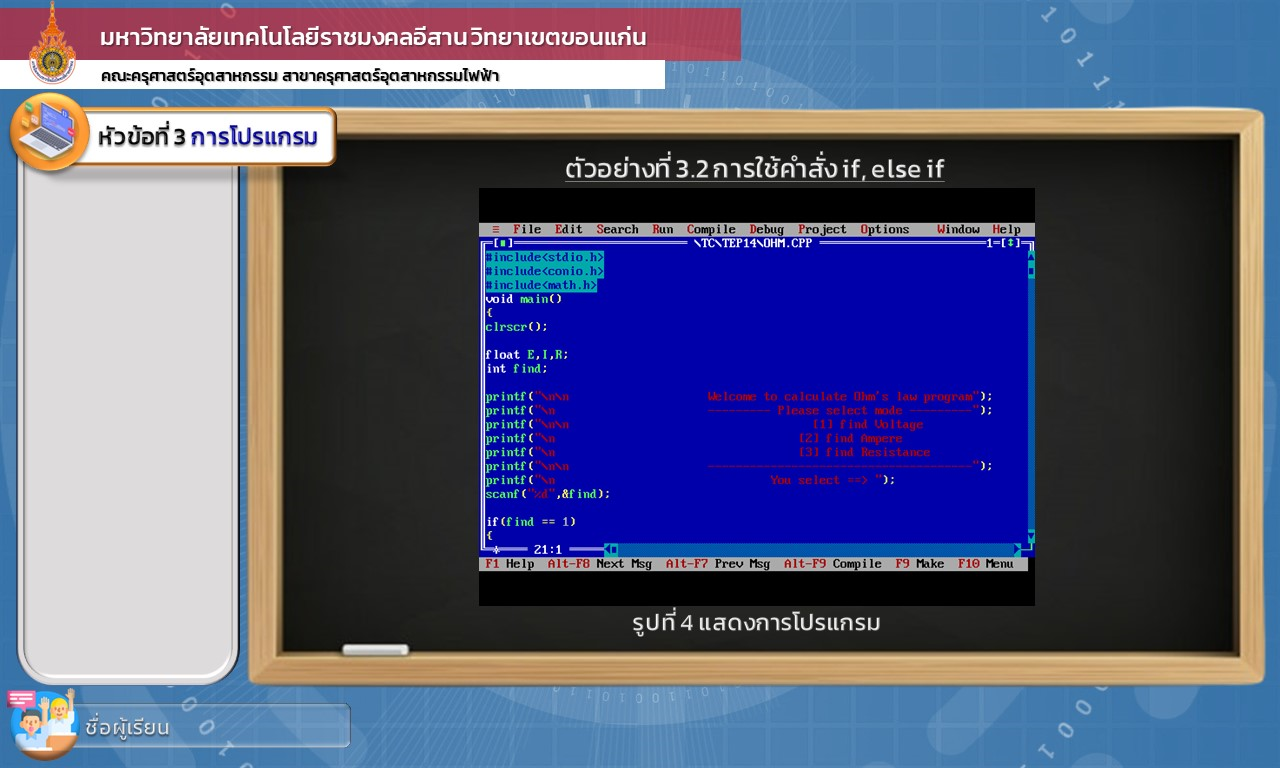 มหาวิทยาลัยเทคโนโลยีราชมงคลอีสาน วิทยาเขตขอนแก่น
คณะครุศาสตร์อุตสาหกรรม สาขาครุศาสตร์อุตสาหกรรมไฟฟ้า
หัวข้อที่ 3 การโปรแกรม
ตัวอย่างที่ 3.2 การใช้คำสั่ง if, else if
≡ File Edit Search Run Compile Debug Project Options Window Help
[■] \TC\TEP14\OHM.CPP 1=[↕]
#include<stdio.h>
#include<conio.h>
#include<math.h>
void main()
{
clrscr();
float E,I,R;
int find;
printf("\n\n Welcome to calculate Ohm's law program");
printf("\n --------- Please select mode ---------");
printf("\n\n [1] find Voltage
printf("\n [2] find Ampere
printf("\n [3] find Resistance
printf("\n\n --------------------------------------");
printf("\n You select ==> ");
scanf("%d",&find);
if(find == 1)
{
* 21:1
F1 Help Alt-F8 Next Msg Alt-F7 Prev Msg Alt-F9 Compile F9 Make F10 Menu
รูปที่ 4 แสดงการโปรแกรม
ชื่อผู้เรียน